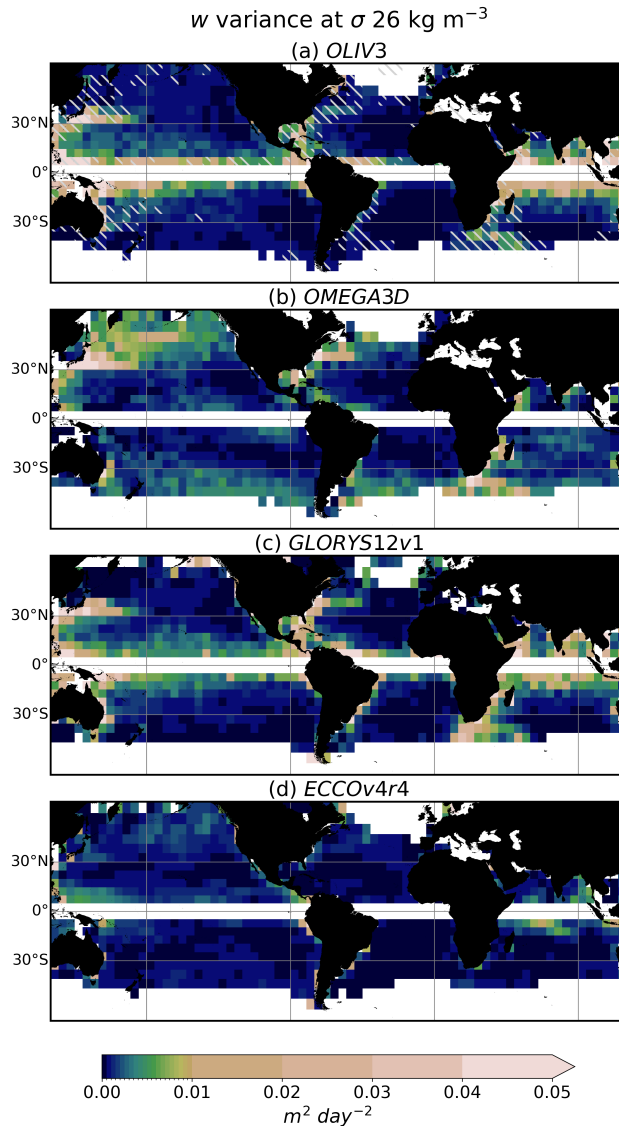 w variance at σ 26 kg m⁻³
(a) OLIV3
30°N
0°
30°S
(b) OMEGA3D
30°N
0°
30°S
(c) GLORYS12v1
30°N
0°
30°S
(d) ECCOv4r4
30°N
0°
30°S
0.00 0.01 0.02 0.03 0.04 0.05
m² day⁻²